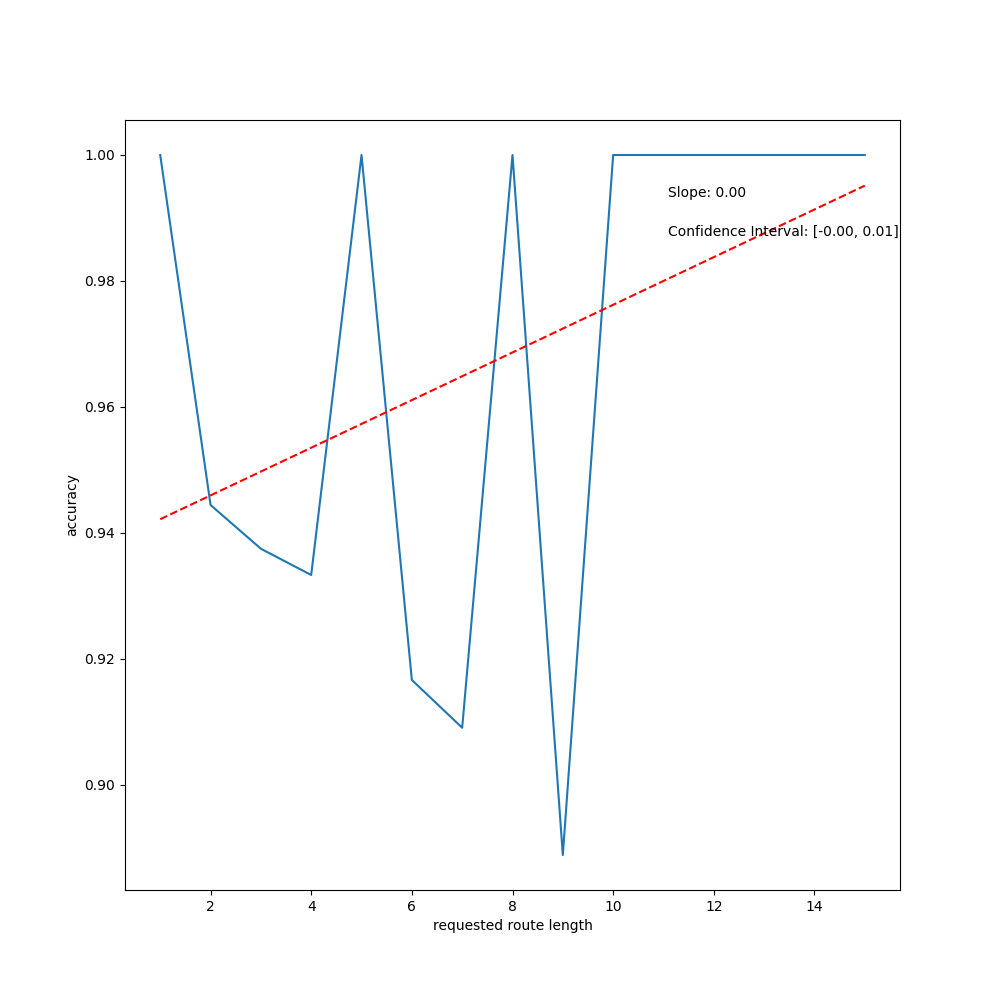 1.00
0.98
0.96
0.94
0.92
0.90
accuracy
Slope: 0.00
Confidence Interval: [-0.00, 0.01]
2 4 6 8 10 12 14
requested route length